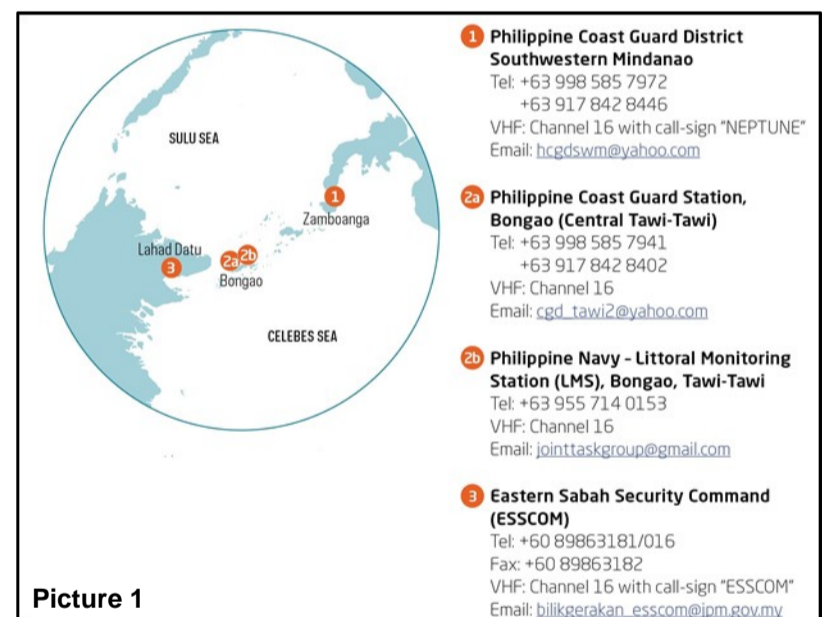 SULU SEA
1
Zamboanga
Lahad Datu
3
2a 2b
Bongao
CELEBES SEA
Picture 1
1 Philippine Coast Guard District
Southwestern Mindanao
Tel: +63 998 585 7972
+63 917 842 8446
VHF: Channel 16 with call-sign "NEPTUNE"
Email: hcgdswm@yahoo.com
2a Philippine Coast Guard Station,
Bongao (Central Tawi-Tawi)
Tel: +63 998 585 7941
+63 917 842 8402
VHF: Channel 16
Email: cgd_tawi2@yahoo.com
2b Philippine Navy - Littoral Monitoring
Station (LMS), Bongao, Tawi-Tawi
Tel: +63 955 714 0153
VHF: Channel 16
Email: jointtaskgroup@gmail.com
3 Eastern Sabah Security Command
(ESSCOM)
Tel: +60 89863181/016
Fax: +60 89863182
VHF: Channel 16 with call-sign "ESSCOM"
Email: bilikgerakan_esscom@jpm.gov.my